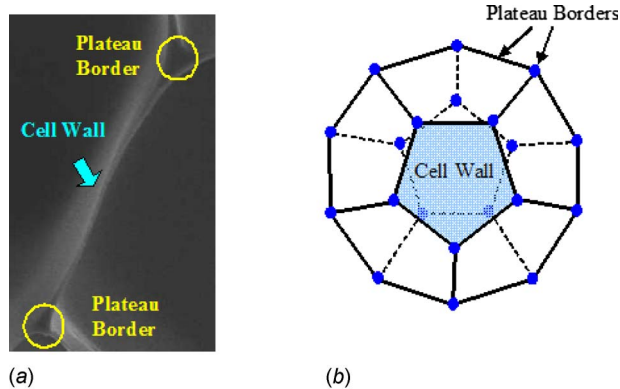 Plateau
Border
Cell Wall
Plateau
Border
(a)
Plateau Borders
Cell Wall
(b)